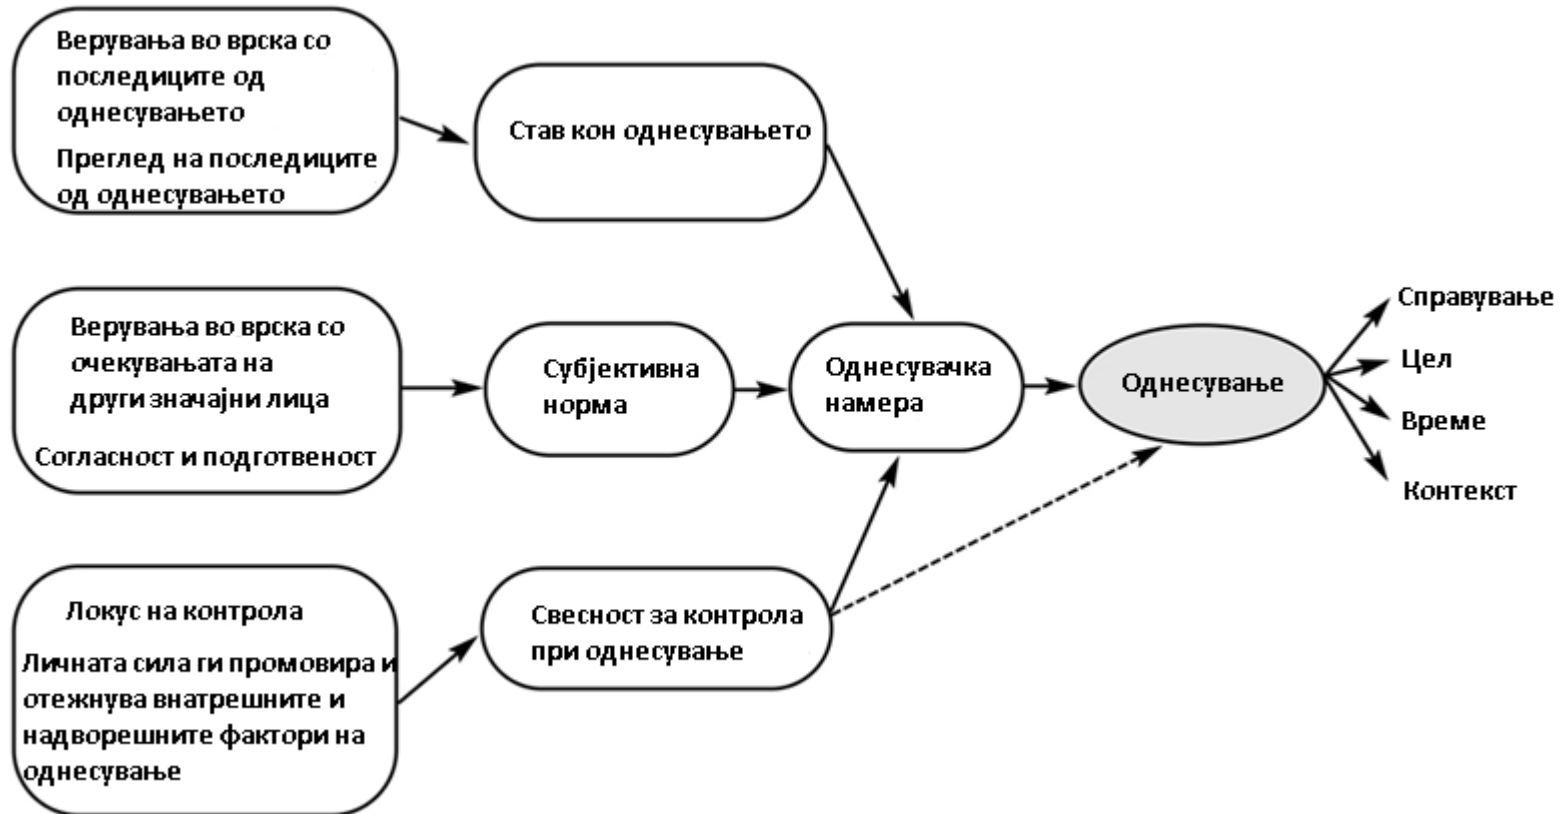 Верувања во врска со
последиците од
однесувањето
Преглед на последиците
од однесувањето
Став кон однесувањето
Верувања во врска со
очекувањата на
други значајни лица
Согласност и подготвеност
Субјективна
норма
Однесувачка
намера
Однесување
Справување
Цел
Време
Контекст
Локус на контрола
Личната сила ги промовира и
отежнува внатрешните и
надворешните фактори на
однесување
Свесност за контрола
при однесување